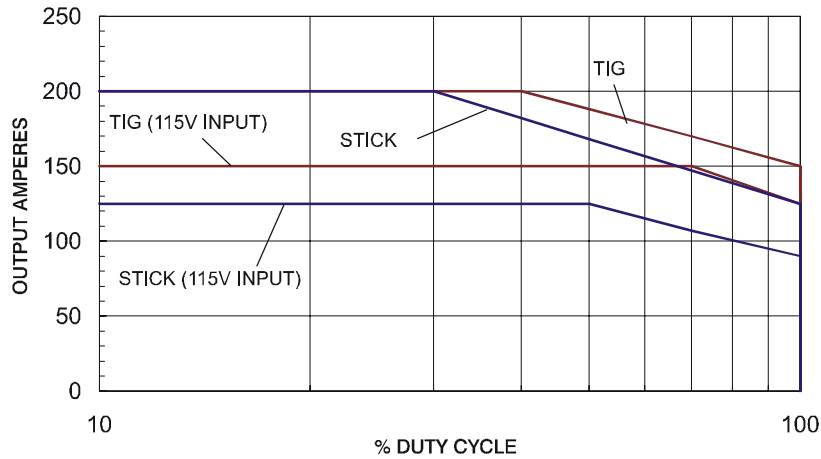 250
200
150
100
50
0
OUTPUT AMPERES
TIG
TIG (115V INPUT)
STICK
STICK (115V INPUT)
10
100
% DUTY CYCLE